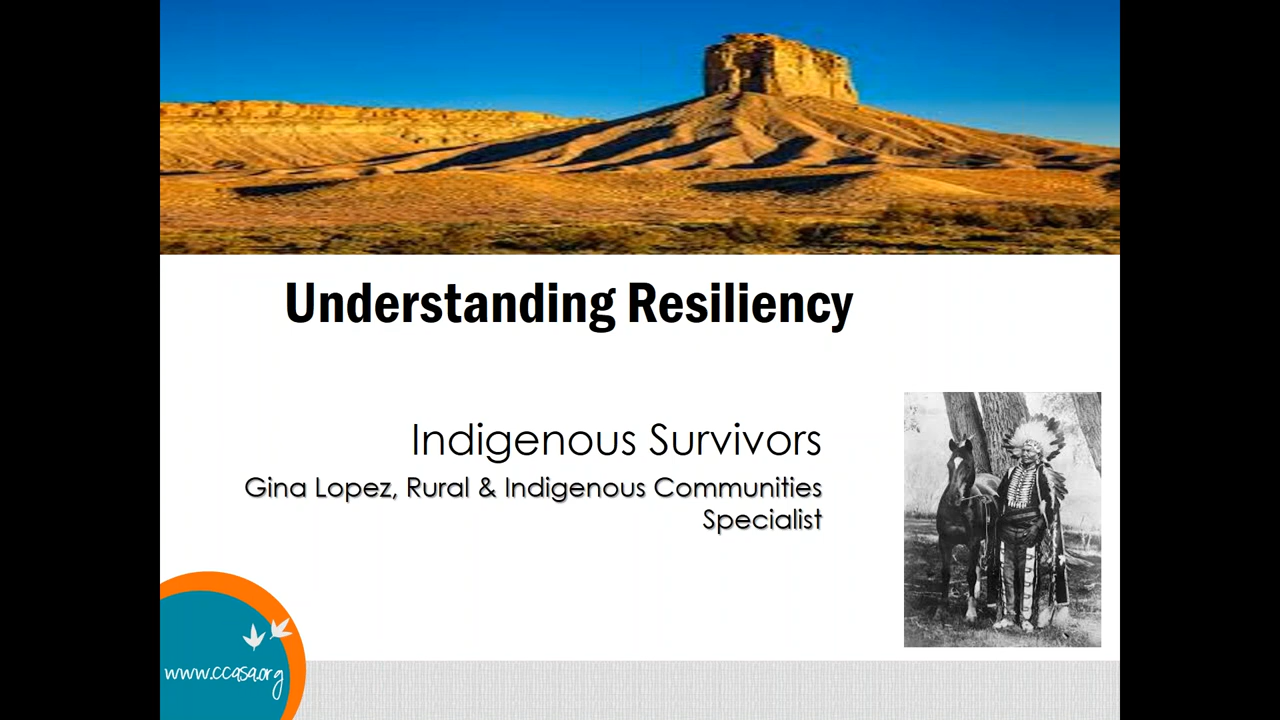 Understanding Resiliency
Indigenous Survivors
Gina Lopez, Rural & Indigenous Communities
Specialist
www.ccasa.org